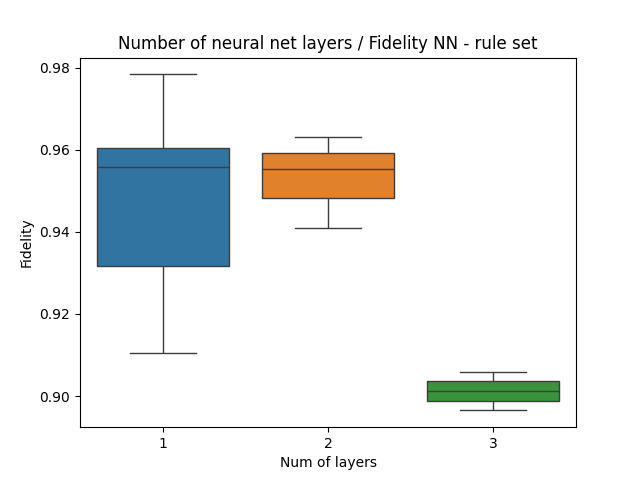 Number of neural net layers / Fidelity NN - rule set
0.98
0.96
0.94
0.92
0.90
Fidelity
1 2 3
Num of layers